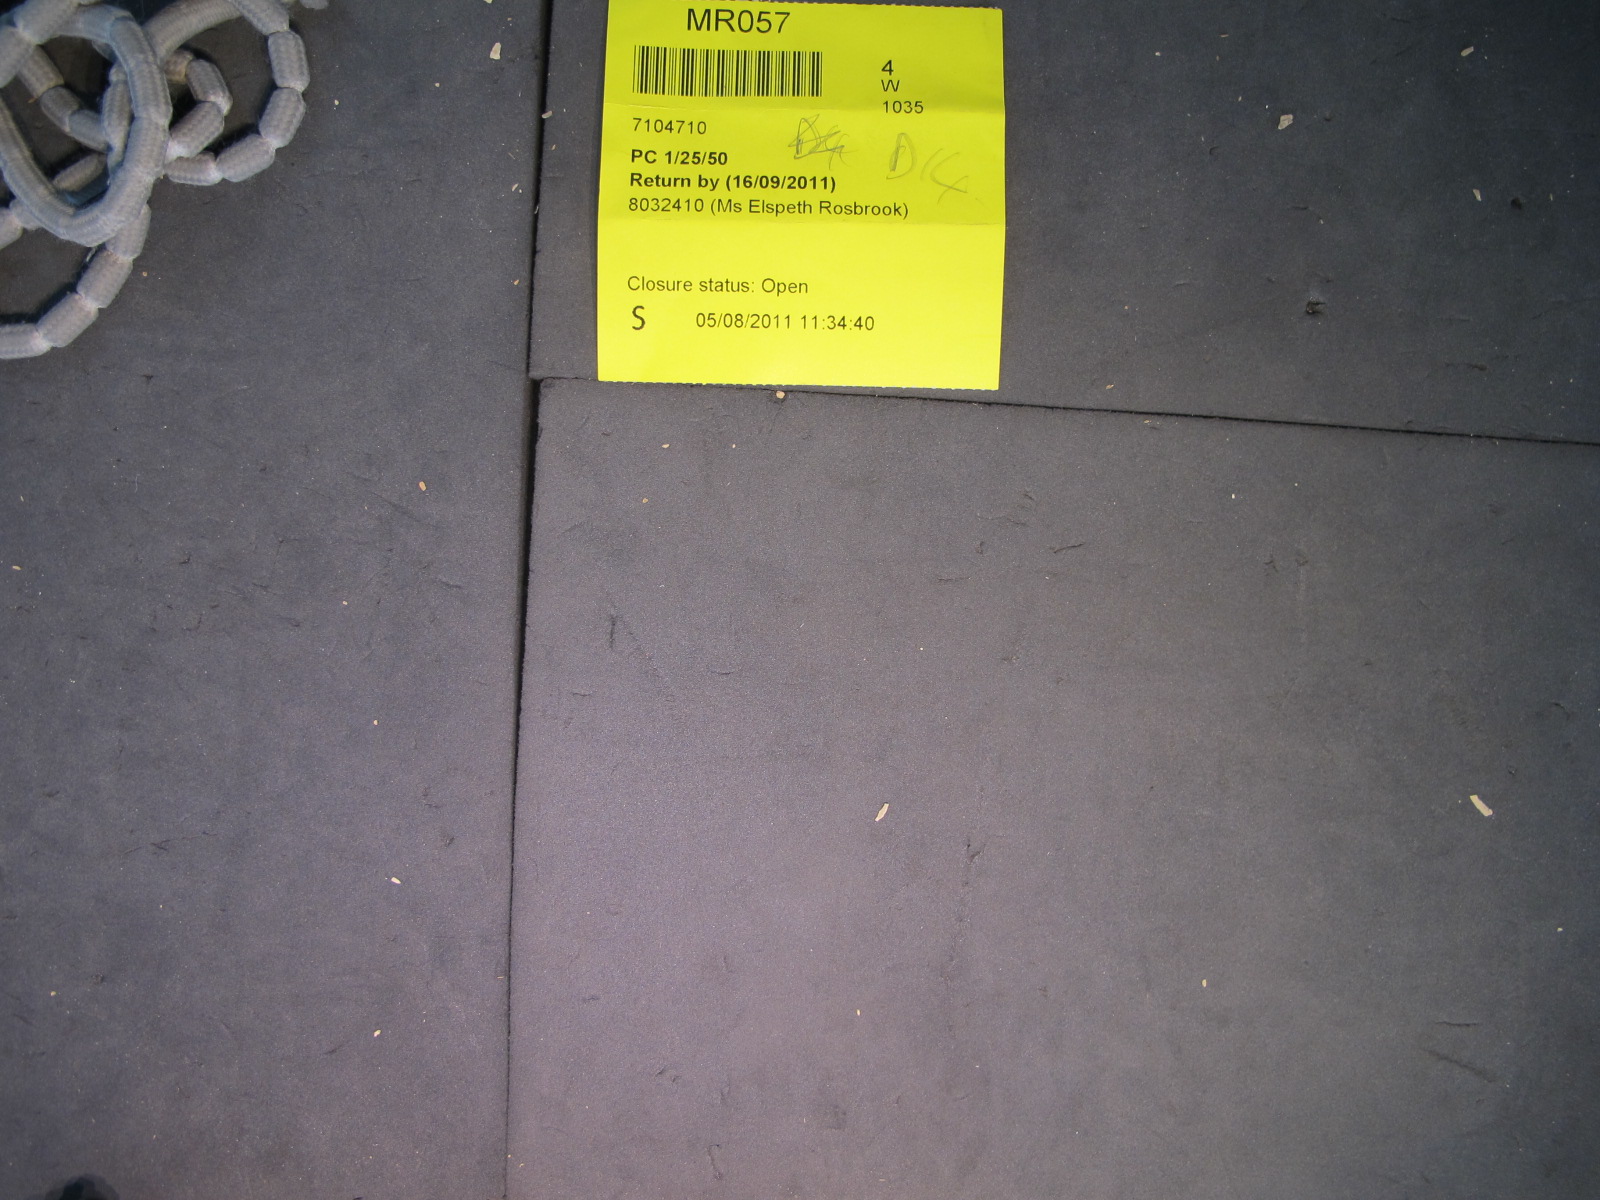 MR057
4
W
1035
7104710
PC 1/25/50
Return by (16/09/2011)
8032410 (Ms Elspeth Rosbrook)
Closure status: Open
S 05/08/2011 11:34:40